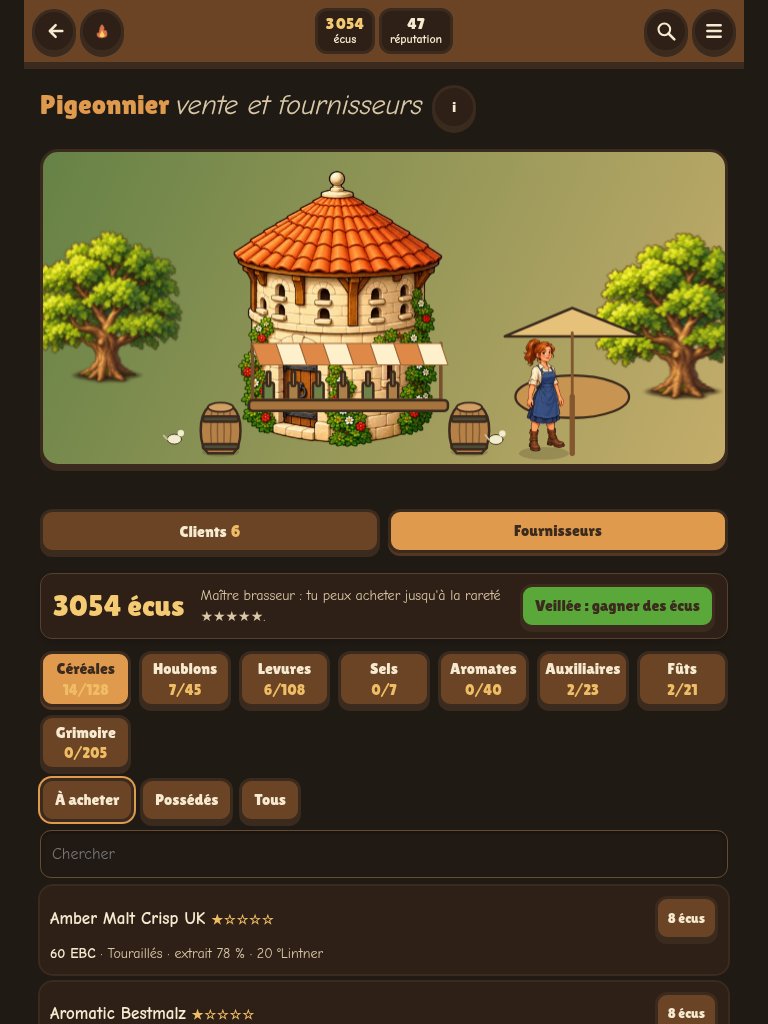 3 054
écus
47
réputation
Pigeonnier vente et fournisseurs
i
Clients 6
Fournisseurs
3054 écus
Maître brasseur : tu peux acheter jusqu'à la rareté
★★★★★.
Veillée : gagner des écus
Céréales
14/128
Houblons
7/45
Levures
6/108
Sels
0/7
Aromates
0/40
Auxiliaires
2/23
Fûts
2/21
Grimoire
0/205
À acheter
Possédés
Tous
Chercher
Amber Malt Crisp UK ★☆☆☆☆
8 écus
60 EBC · Touraillés · extrait 78 % · 20 °Lintner
Aromatic Bestmalz ★☆☆☆☆
8 écus